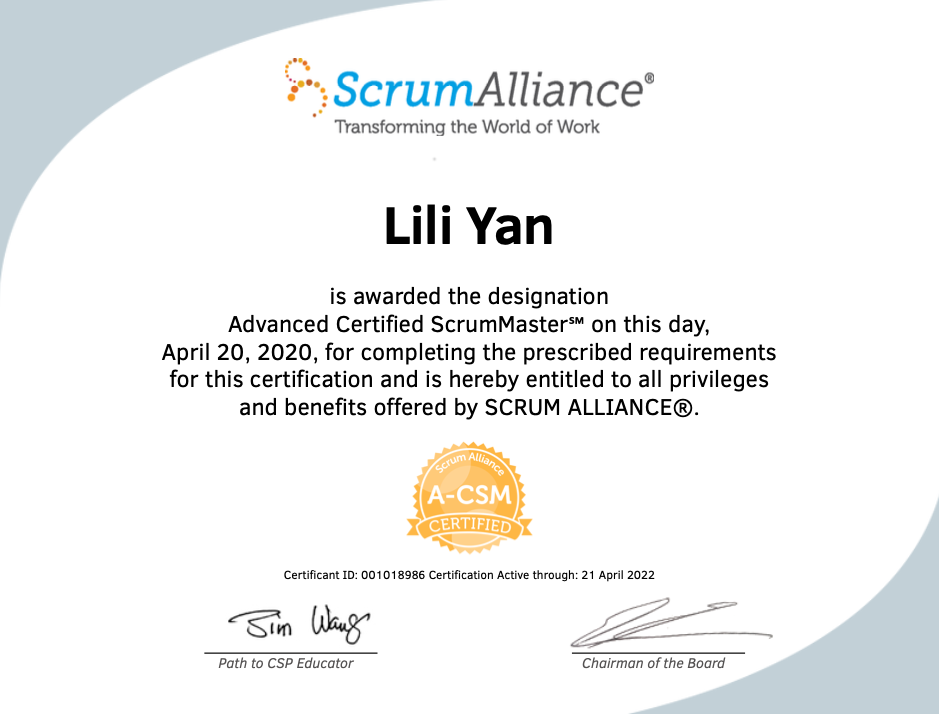 ScrumAlliance®
Transforming the World of Work
Lili Yan
is awarded the designation
Advanced Certified ScrumMaster℠ on this day,
April 20, 2020, for completing the prescribed requirements
for this certification and is hereby entitled to all privileges
and benefits offered by SCRUM ALLIANCE®.
Scrum Alliance
A-CSM
CERTIFIED
Certificant ID: 001018986 Certification Active through: 21 April 2022
Jim Wang
Path to CSP Educator
Chairman of the Board